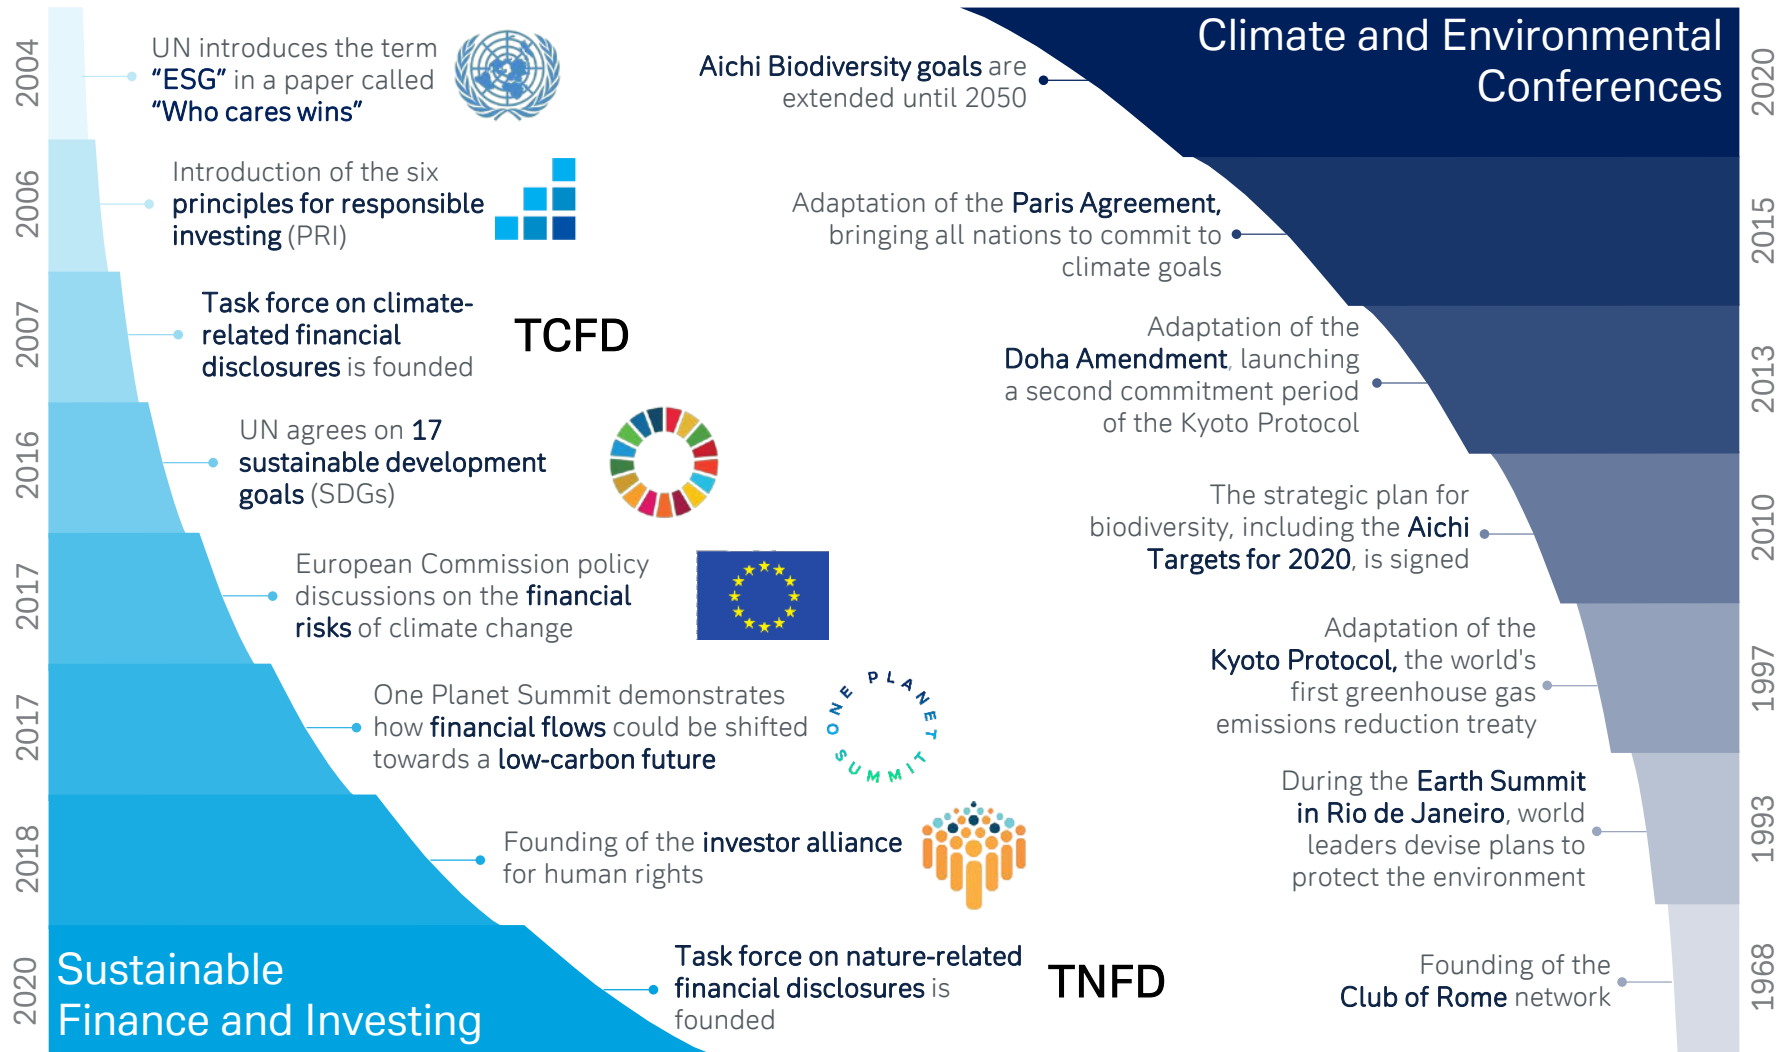 2004
UN introduces the term
“ESG” in a paper called
“Who cares wins”
2006
Introduction of the six
principles for responsible
investing (PRI)
2007
Task force on climate-
related financial
disclosures is founded
TCFD
2016
UN agrees on 17
sustainable development
goals (SDGs)
2017
European Commission policy
discussions on the financial
risks of climate change
2017
One Planet Summit demonstrates
how financial flows could be shifted
towards a low-carbon future
ONE PLANET SUMMIT
2018
Founding of the investor alliance
for human rights
2020
Sustainable
Finance and Investing
Task force on nature-related
financial disclosures is
founded
TNFD
Climate and Environmental
Conferences
2020
Aichi Biodiversity goals are
extended until 2050
2015
Adaptation of the Paris Agreement,
bringing all nations to commit to
climate goals
2013
Adaptation of the
Doha Amendment, launching
a second commitment period
of the Kyoto Protocol
2010
The strategic plan for
biodiversity, including the Aichi
Targets for 2020, is signed
1997
Adaptation of the
Kyoto Protocol, the world's
first greenhouse gas
emissions reduction treaty
1993
During the Earth Summit
in Rio de Janeiro, world
leaders devise plans to
protect the environment
1968
Founding of the
Club of Rome network